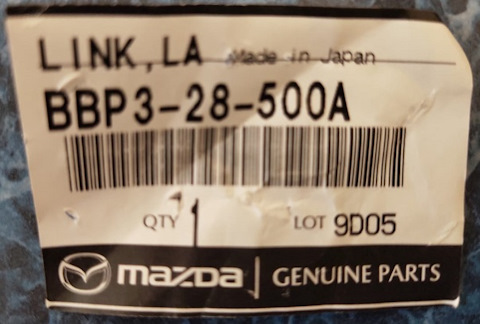 LINK, LA Made in Japan
BBP3-28-500A
QTY 1 LOT 9D05
mazda GENUINE PARTS